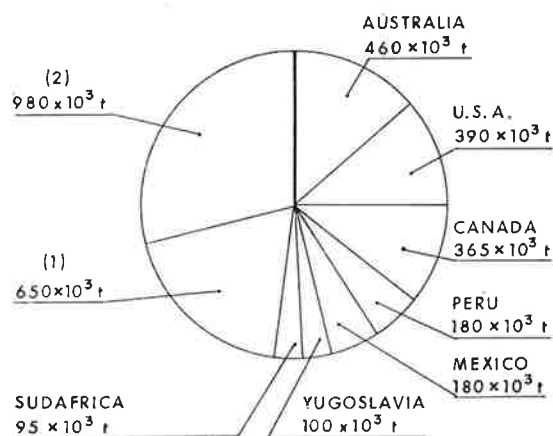 AUSTRALIA
460 × 10³ t
(2)
980 × 10³ t
U.S.A.
390 × 10³ t
CANADA
365 × 10³ t
(1)
650 × 10³ t
PERU
180 × 10³ t
MEXICO
180 × 10³ t
SUDAFRICA
95 × 10³ t
YUGOSLAVIA
100 × 10³ t